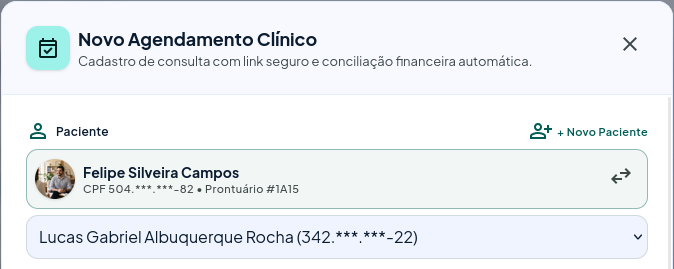 Novo Agendamento Clínico
Cadastro de consulta com link seguro e conciliação financeira automática.
Paciente
+ Novo Paciente
Felipe Silveira Campos
CPF 504.***.***-82 • Prontuário #1A15
Lucas Gabriel Albuquerque Rocha (342.***.***-22)